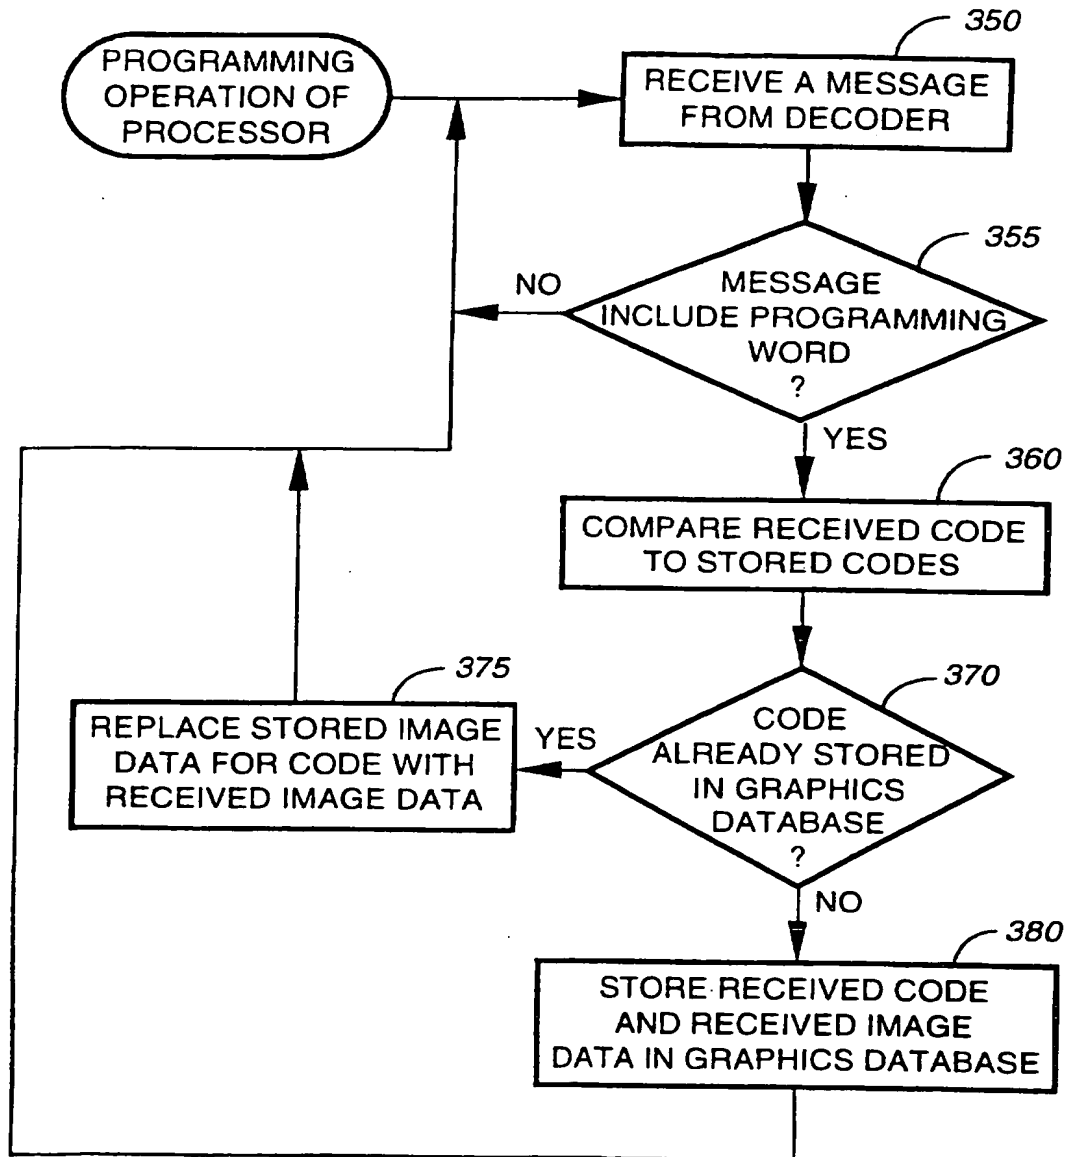 PROGRAMMING
OPERATION OF
PROCESSOR
350
RECEIVE A MESSAGE
FROM DECODER
355
MESSAGE
INCLUDE PROGRAMMING
WORD
?
NO
YES
360
COMPARE RECEIVED CODE
TO STORED CODES
370
CODE
ALREADY STORED
IN GRAPHICS
DATABASE
?
YES
375
REPLACE STORED IMAGE
DATA FOR CODE WITH
RECEIVED IMAGE DATA
NO
380
STORE RECEIVED CODE
AND RECEIVED IMAGE
DATA IN GRAPHICS DATABASE